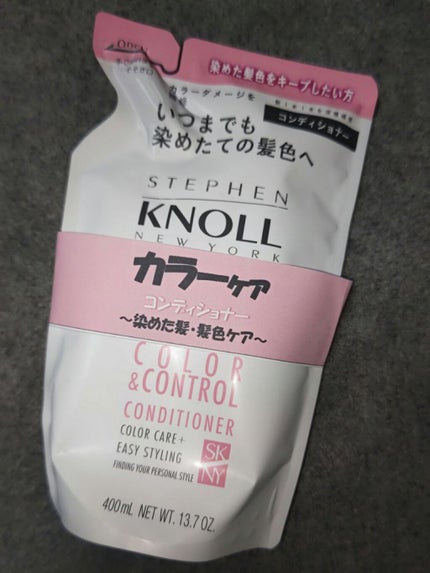 OPEN
染めた髪色をキープしたい方
カラーダメージを
コンディショナー
いつまでも
染めたての髪色へ
STEPHEN
KNOLL
NEW YORK
カラーケア
コンディショナー
～染めた髪・髪色ケア～
COLOR
&CONTROL
CONDITIONER
COLOR CARE+
EASY STYLING
FINDING YOUR PERSONAL STYLE
SK
NY
400mL NET WT. 13.7 OZ.